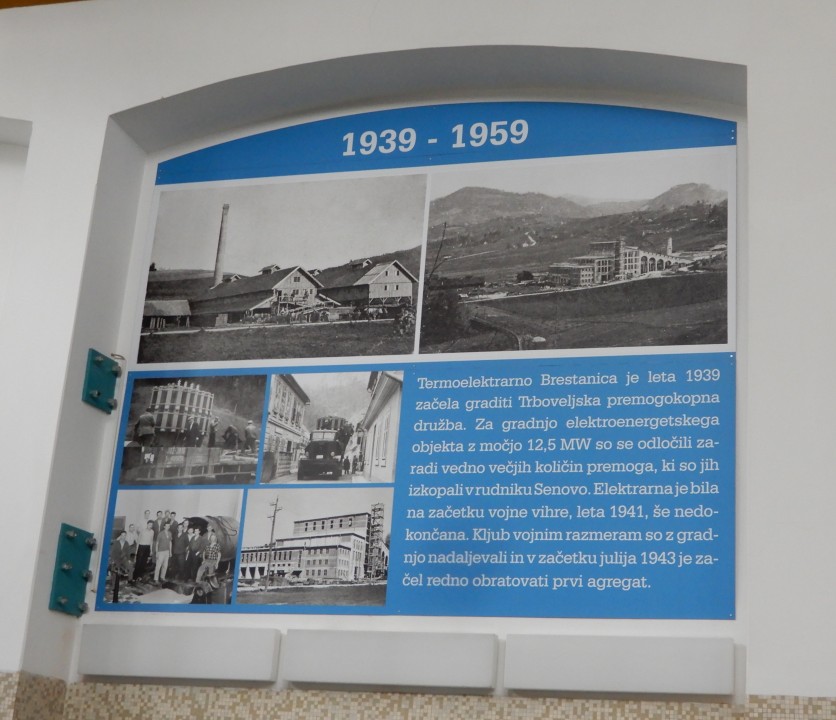 1939 - 1959
Termoelektrarno Brestanica je leta 1939
začela graditi Trboveljska premogokopna
družba. Za gradnjo elektroenergetskega
objekta z močjo 12,5 MW so se odločili za-
radi vedno večjih količin premoga, ki so jih
izkopali v rudniku Senovo. Elektrarna je bila
na začetku vojne vihre, leta 1941, še nedo-
končana. Kljub vojnim razmeram so z grad-
njo nadaljevali in v začetku julija 1943 je za-
čel redno obratovati prvi agregat.